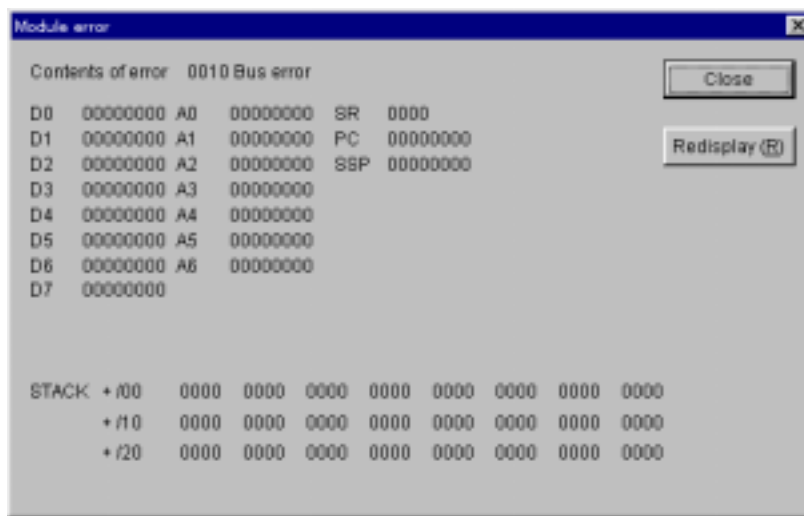 Module error
Contents of error 0010 Bus error
Close
D0 00000000 A0 00000000 SR 0000
D1 00000000 A1 00000000 PC 00000000
Redisplay (R)
D2 00000000 A2 00000000 SSP 00000000
D3 00000000 A3 00000000
D4 00000000 A4 00000000
D5 00000000 A5 00000000
D6 00000000 A6 00000000
D7 00000000
STACK + /00 0000 0000 0000 0000 0000 0000 0000 0000
+ /10 0000 0000 0000 0000 0000 0000 0000 0000
+ /20 0000 0000 0000 0000 0000 0000 0000 0000